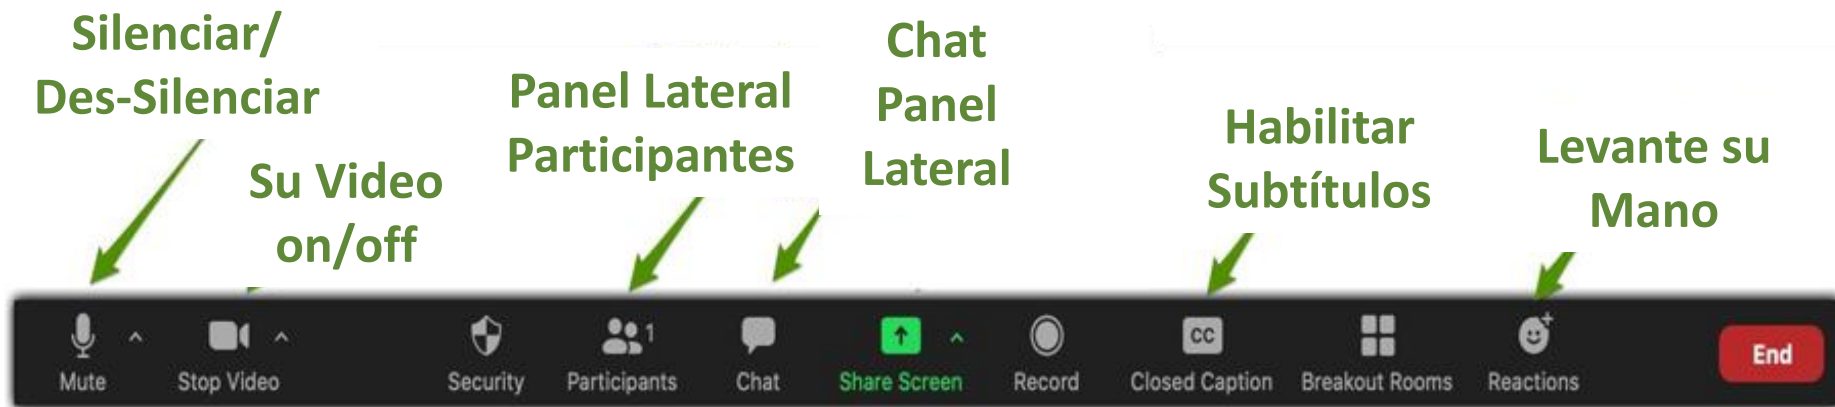 Silenciar/
Des-Silenciar
Su Video
on/off
Panel Lateral
Participantes
Chat
Panel
Lateral
Habilitar
Subtítulos
Levante su
Mano
Mute
Stop Video
Security
1
Participants
Chat
Share Screen
Record
CC
Closed Caption
Breakout Rooms
Reactions
End